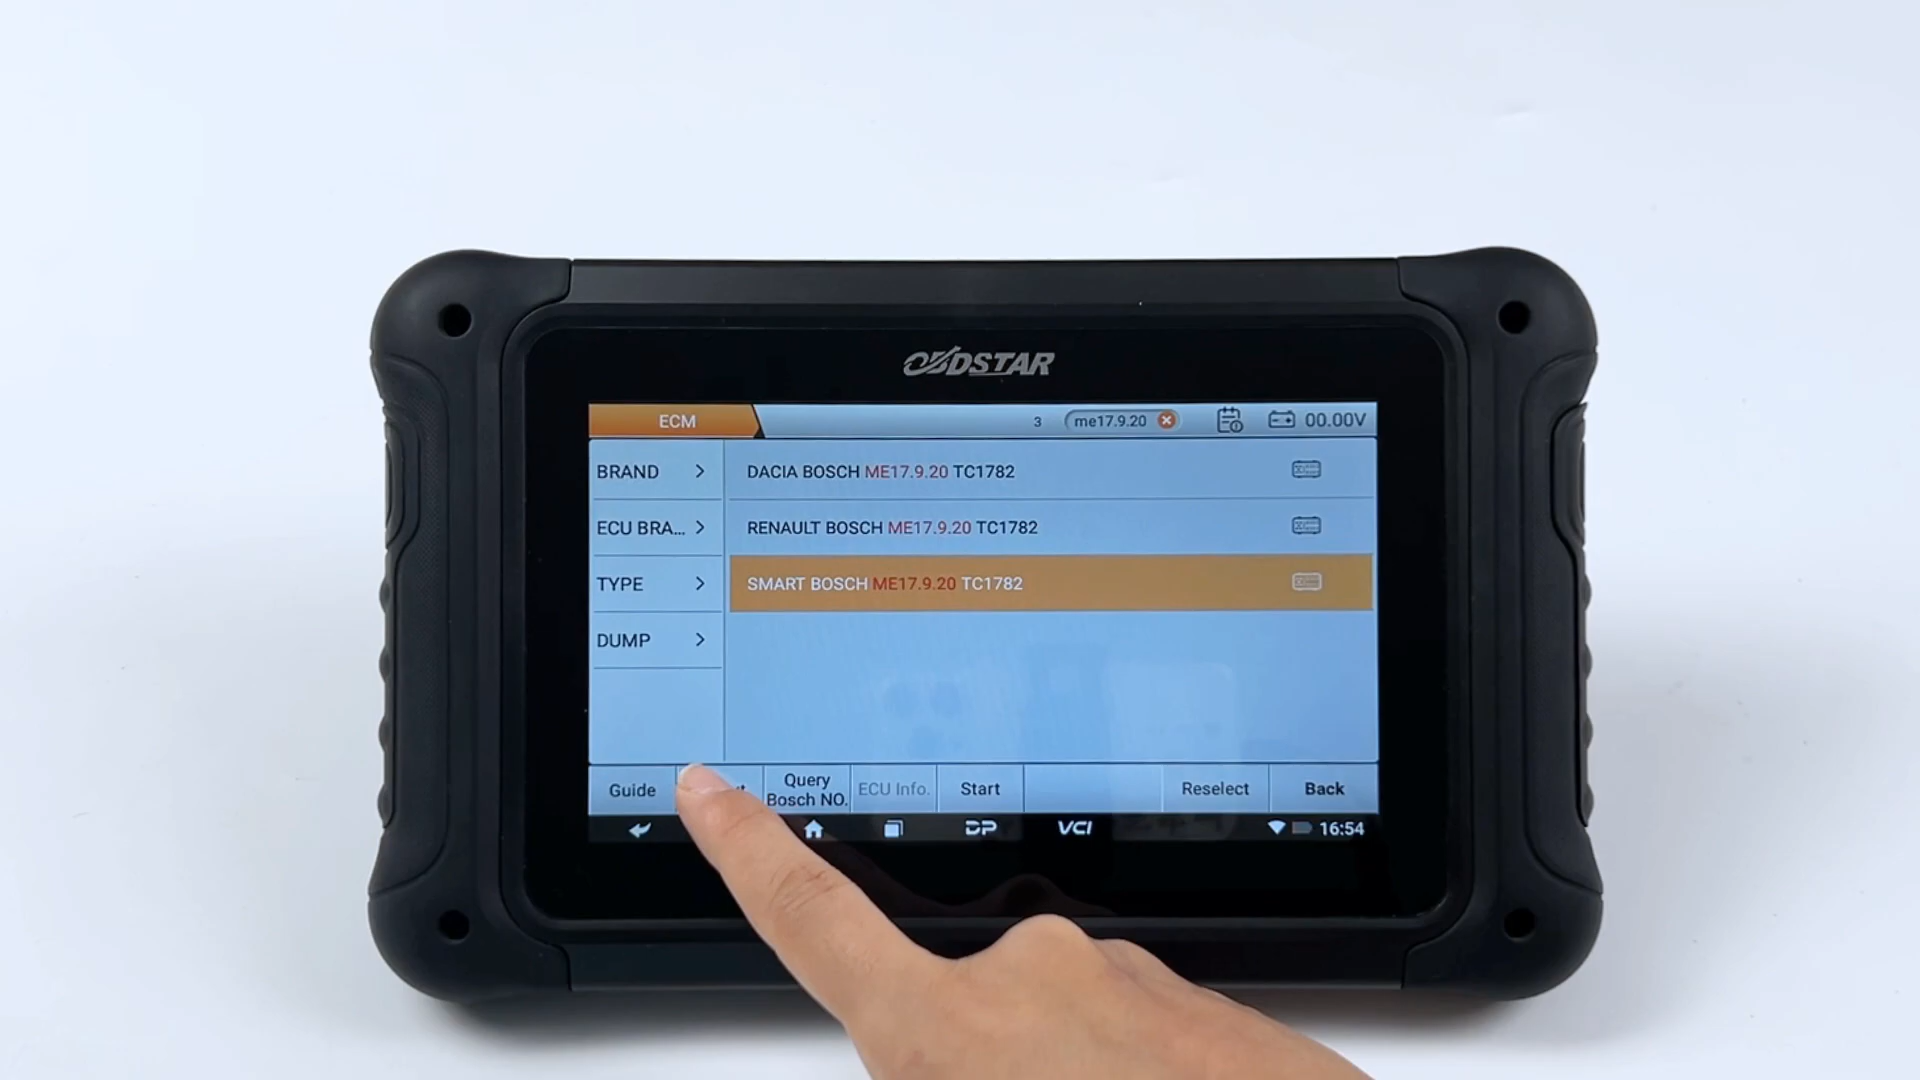 OBDSTAR
ECM
3
me17.9.20
00.00V
BRAND
DACIA BOSCH ME17.9.20 TC1782
ECU BRA...
RENAULT BOSCH ME17.9.20 TC1782
TYPE
SMART BOSCH ME17.9.20 TC1782
DUMP
Guide
Query
Bosch NO.
ECU Info.
Start
Reselect
Back
DP
VCI
16:54